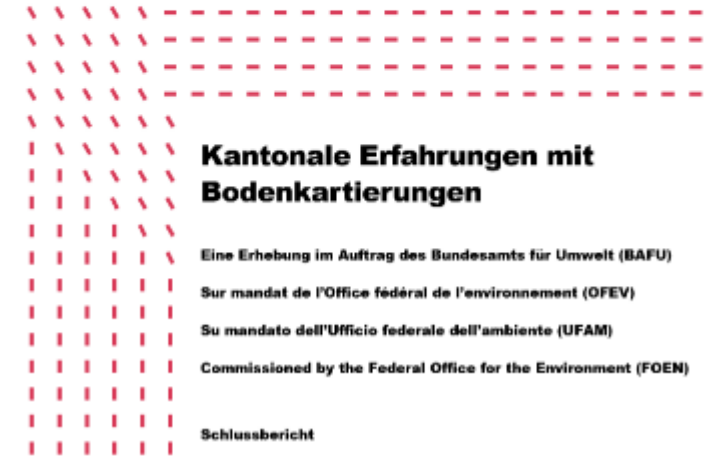 Kantonale Erfahrungen mit
Bodenkartierungen
Eine Erhebung im Auftrag des Bundesamts für Umwelt (BAFU)
Sur mandat de l'Office fédéral de l'environnement (OFEV)
Su mandato dell'Ufficio federale dell'ambiente (UFAM)
Commissioned by the Federal Office for the Environment (FOEN)
Schlussbericht